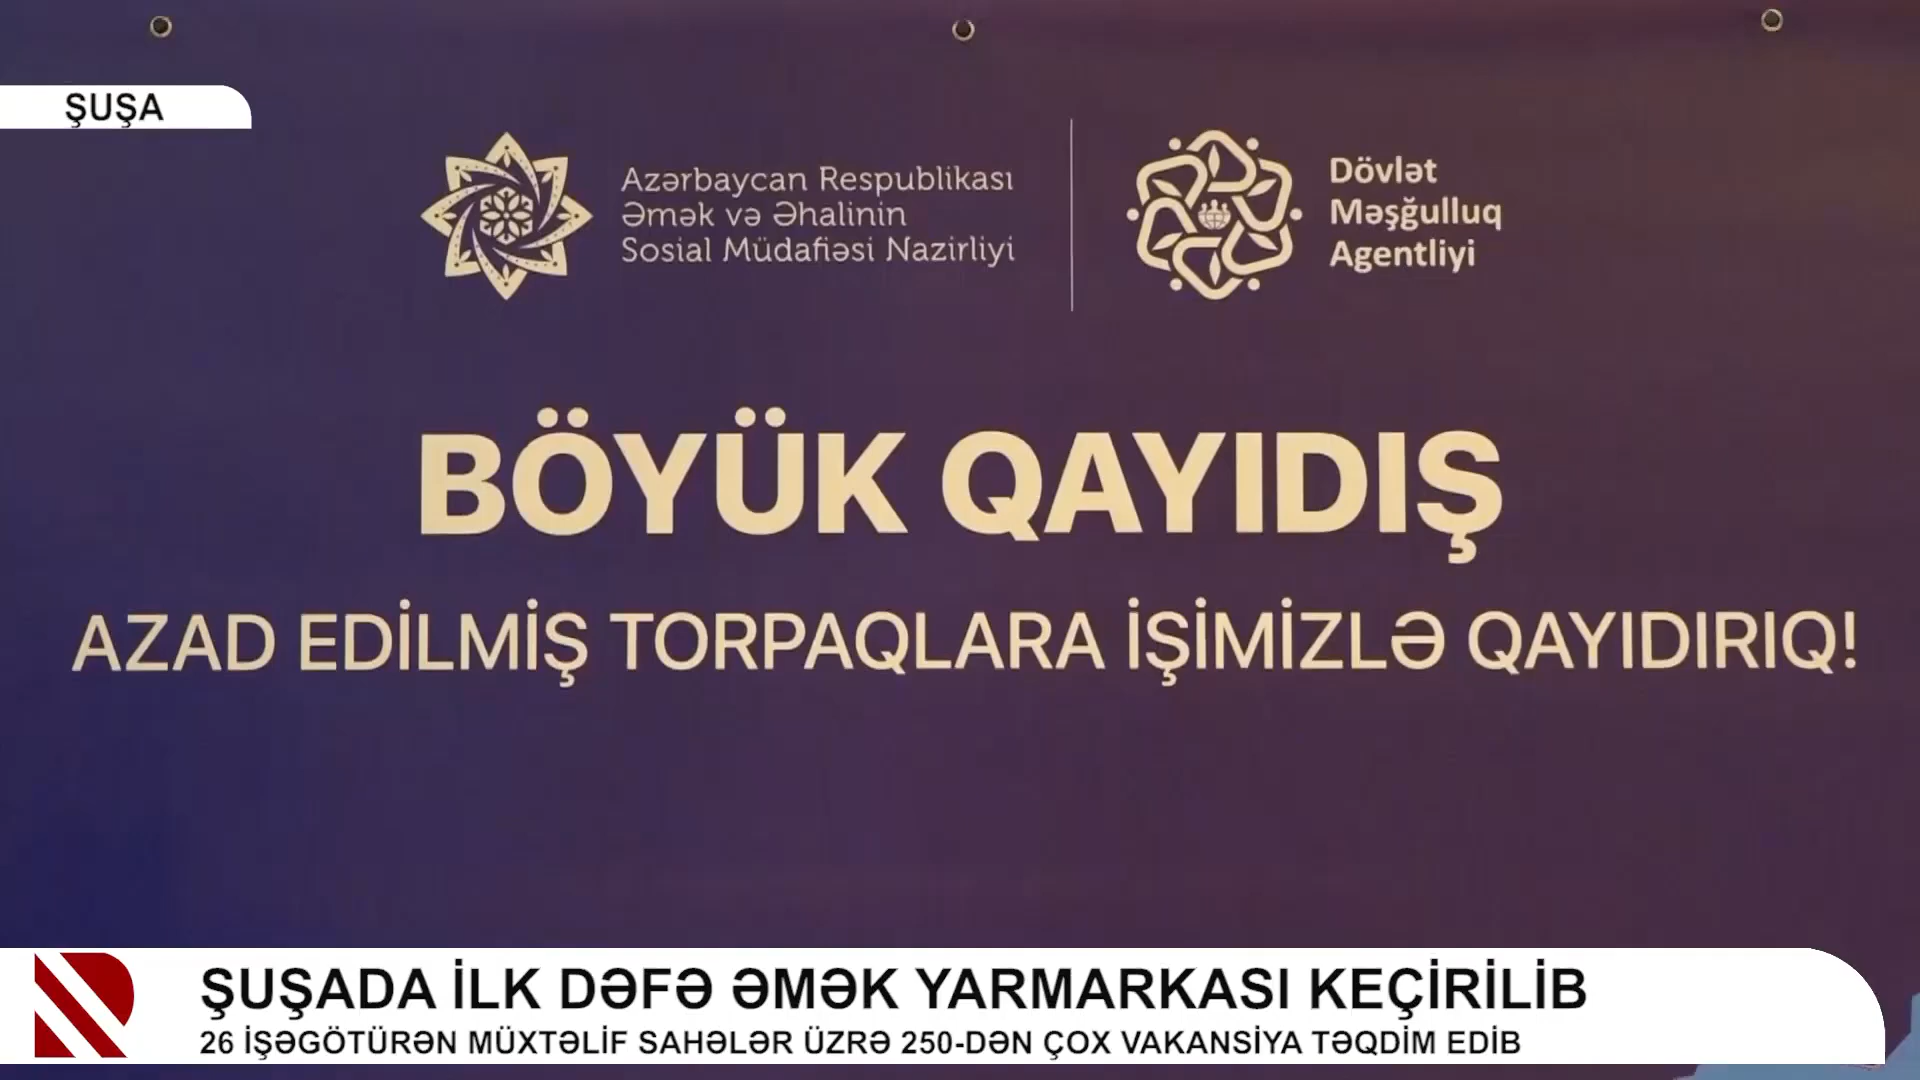 ŞUŞA
Azərbaycan Respublikası
Əmək və Əhalinin
Sosial Müdafiəsi Nazirliyi
Dövlət
Məşğulluq
Agentliyi
BÖYÜK QAYIDIŞ
AZAD EDİLMİŞ TORPAQLARA İŞİMİZLƏ QAYIDIRIQ!
ŞUŞADA İLK DƏFƏ ƏMƏK YARMARKASI KEÇİRİLİB
26 İŞƏGÖTÜRƏN MÜXTƏLİF SAHƏLƏR ÜZRƏ 250-DƏN ÇOX VAKANSİYA TƏQDİM EDİB